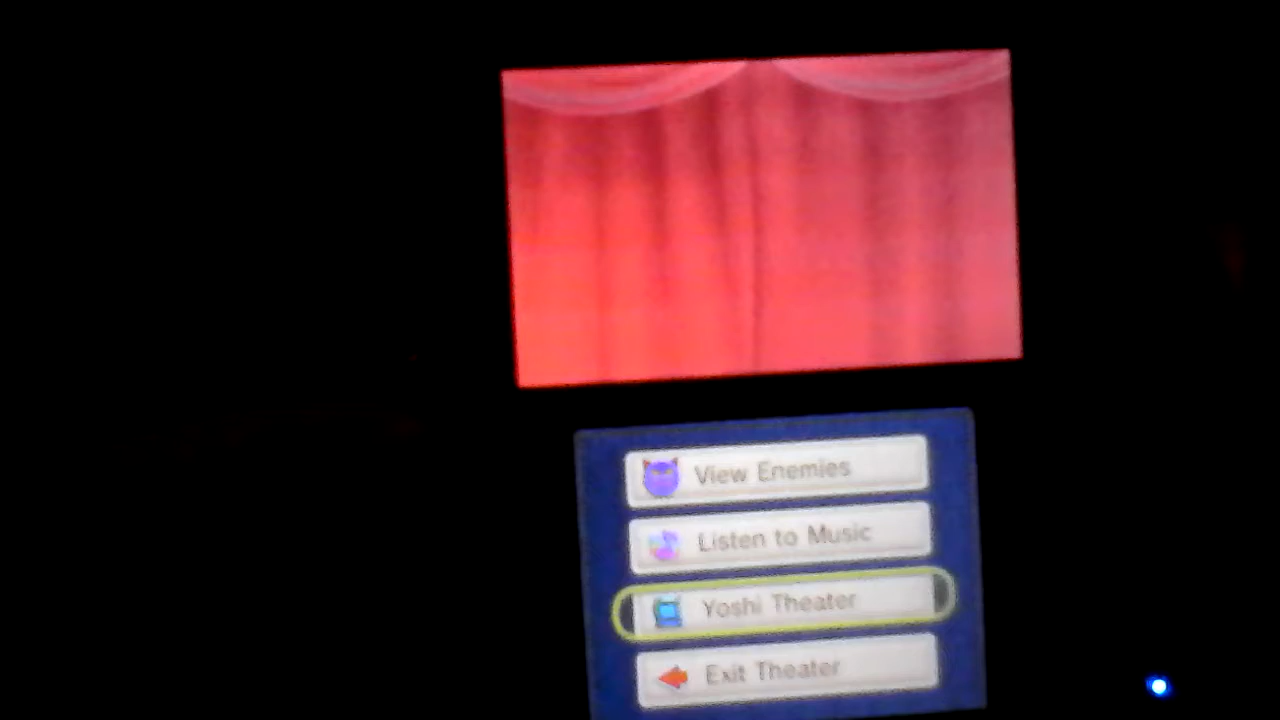 View Enemies
Listen to Music
Yoshi Theater
Exit Theater